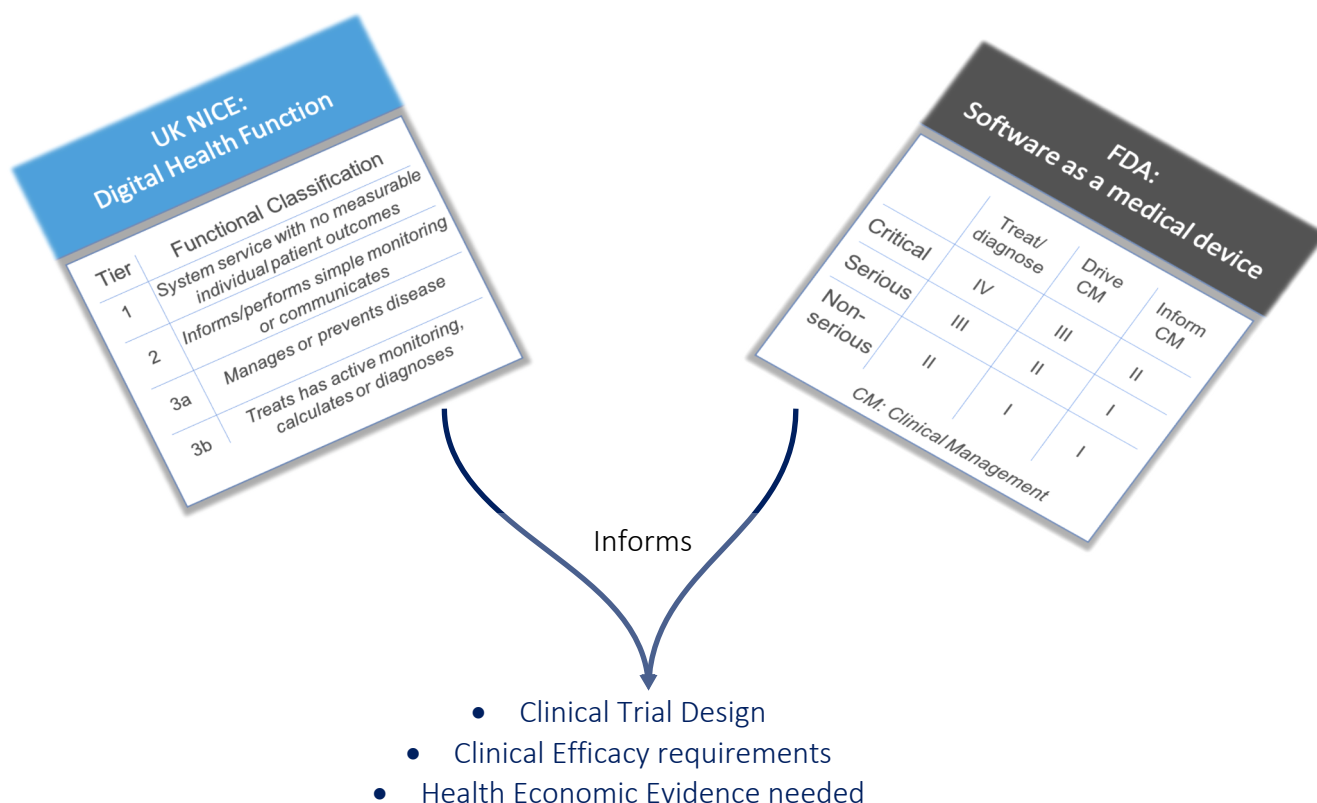 UK NICE:
Digital Health Function
Tier Functional Classification
1 System service with no measurable
individual patient outcomes
2 Informs/performs simple monitoring
or communicates
3a Manages or prevents disease
3b Treats has active monitoring,
calculates or diagnoses
FDA:
Software as a medical device
Treat/
diagnose
Drive
CM
Inform
CM
Critical IV III II
Serious III II I
Non-
serious II I I
CM: Clinical Management
Informs
• Clinical Trial Design
• Clinical Efficacy requirements
• Health Economic Evidence needed